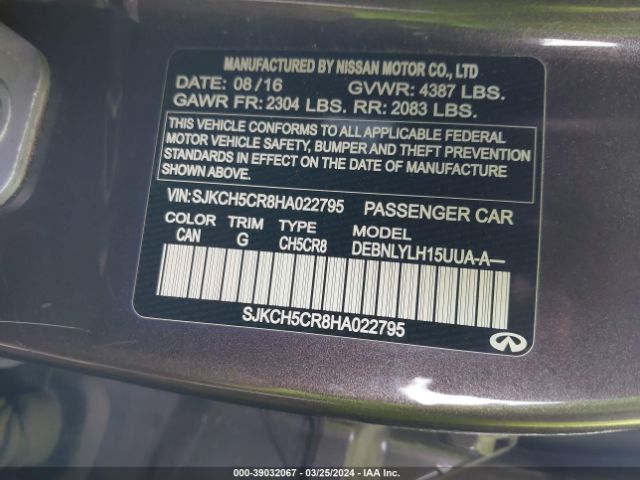 MANUFACTURED BY NISSAN MOTOR CO., LTD
DATE: 08/16 GVWR: 4387 LBS.
GAWR FR: 2304 LBS. RR: 2083 LBS.
THIS VEHICLE CONFORMS TO ALL APPLICABLE FEDERAL
MOTOR VEHICLE SAFETY, BUMPER AND THEFT PREVENTION
STANDARDS IN EFFECT ON THE DATE OF MANUFACTURE
SHOWN ABOVE.
VIN: SJKCH5CR8HA022795 PASSENGER CAR
COLOR TRIM TYPE MODEL
CAN G CH5CR8 DEBNLYLH15UUA-A—
SJKCH5CR8HA022795
000-39032067 - 03/25/2024 - IAA Inc.